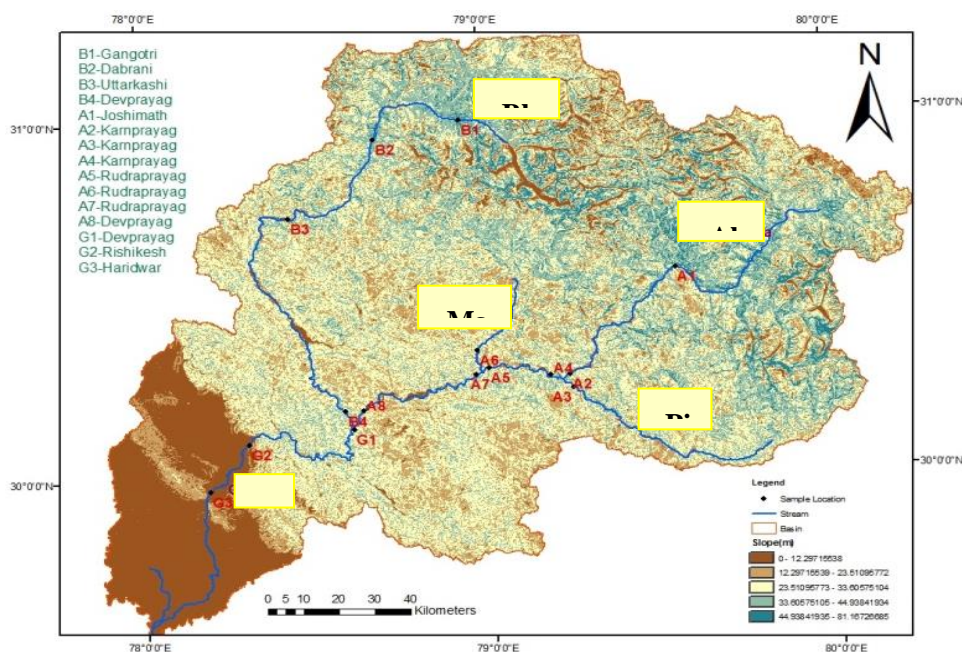 78°0'0"E 79°0'0"E 80°0'0"E
N
B1-Gangotri
B2-Dabrani
B3-Uttarkashi
B4-Devprayag
A1-Joshimath
A2-Karnprayag
A3-Karnprayag
A4-Karnprayag
A5-Rudraprayag
A6-Rudraprayag
A7-Rudraprayag
A8-Devprayag
G1-Devprayag
G2-Rishikesh
G3-Haridwar
31°0'0"N 31°0'0"N
B1
B2
B3
A1
A6
A5
A7
A4
A2
A3
A8
B4
G1
G2
G3
30°0'0"N 30°0'0"N
Legend
Sample Location
Stream
Basin
Slope(m)
0 - 12.29715538
12.29715539 - 23.51095772
23.51095773 - 33.60575104
33.60575105 - 44.93841934
44.93841935 - 81.16726685
0 5 10 20 30 40
Kilometers
78°0'0"E 79°0'0"E 80°0'0"E